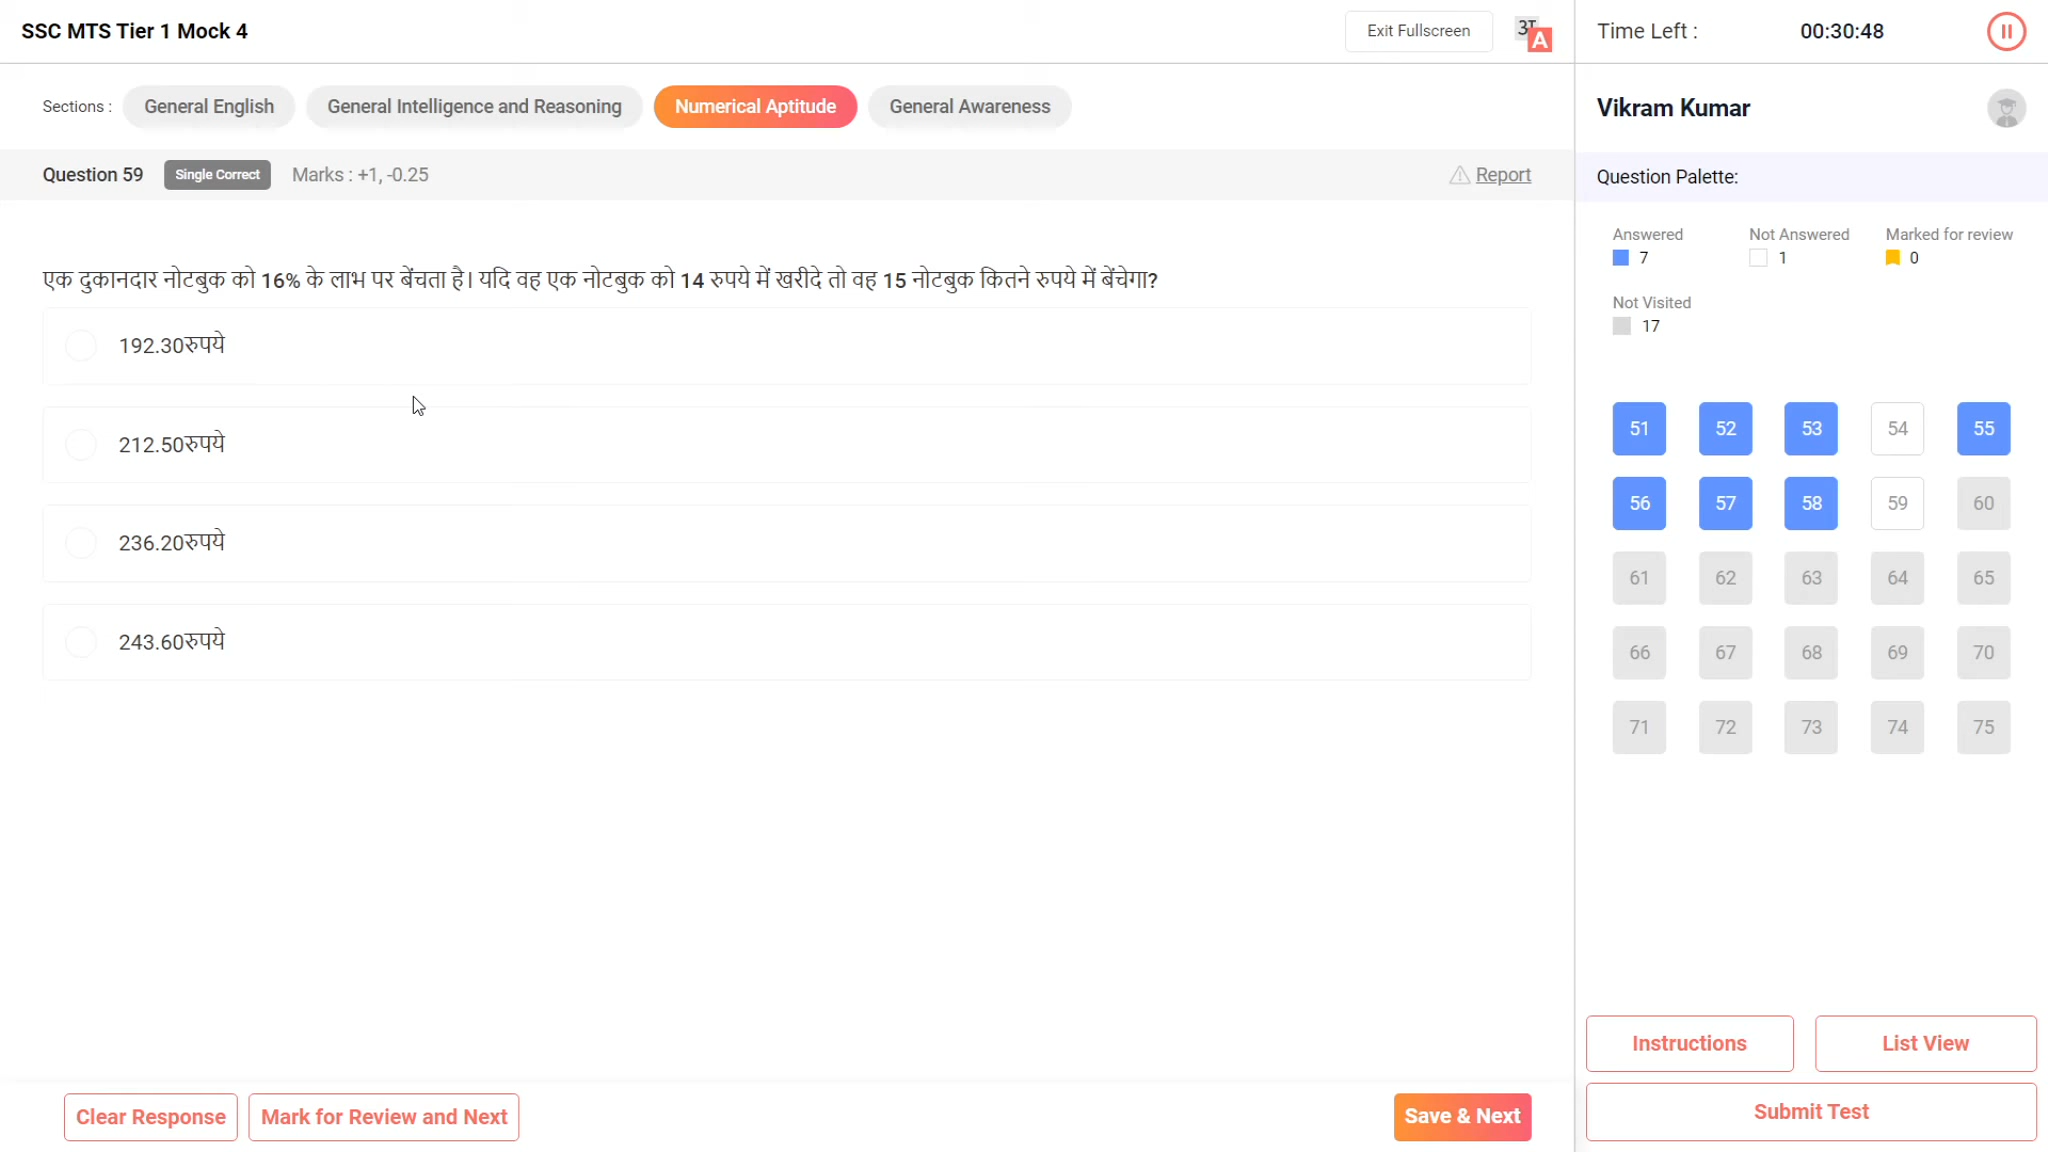 SSC MTS Tier 1 Mock 4
Exit Fullscreen
अ A
Time Left :
00:30:48
Sections :
General English
General Intelligence and Reasoning
Numerical Aptitude
General Awareness
Vikram Kumar
Question 59
Single Correct
Marks : +1, -0.25
Report
Question Palette:
Answered
Not Answered
Marked for review
7
1
0
Not Visited
17
एक दुकानदार नोटबुक को 16% के लाभ पर बेंचता है। यदि वह एक नोटबुक को 14 रुपये में खरीदे तो वह 15 नोटबुक कितने रुपये में बेंचेगा?
192.30रुपये
212.50रुपये
236.20रुपये
243.60रुपये
51 52 53 54 55
56 57 58 59 60
61 62 63 64 65
66 67 68 69 70
71 72 73 74 75
Instructions
List View
Clear Response
Mark for Review and Next
Save & Next
Submit Test